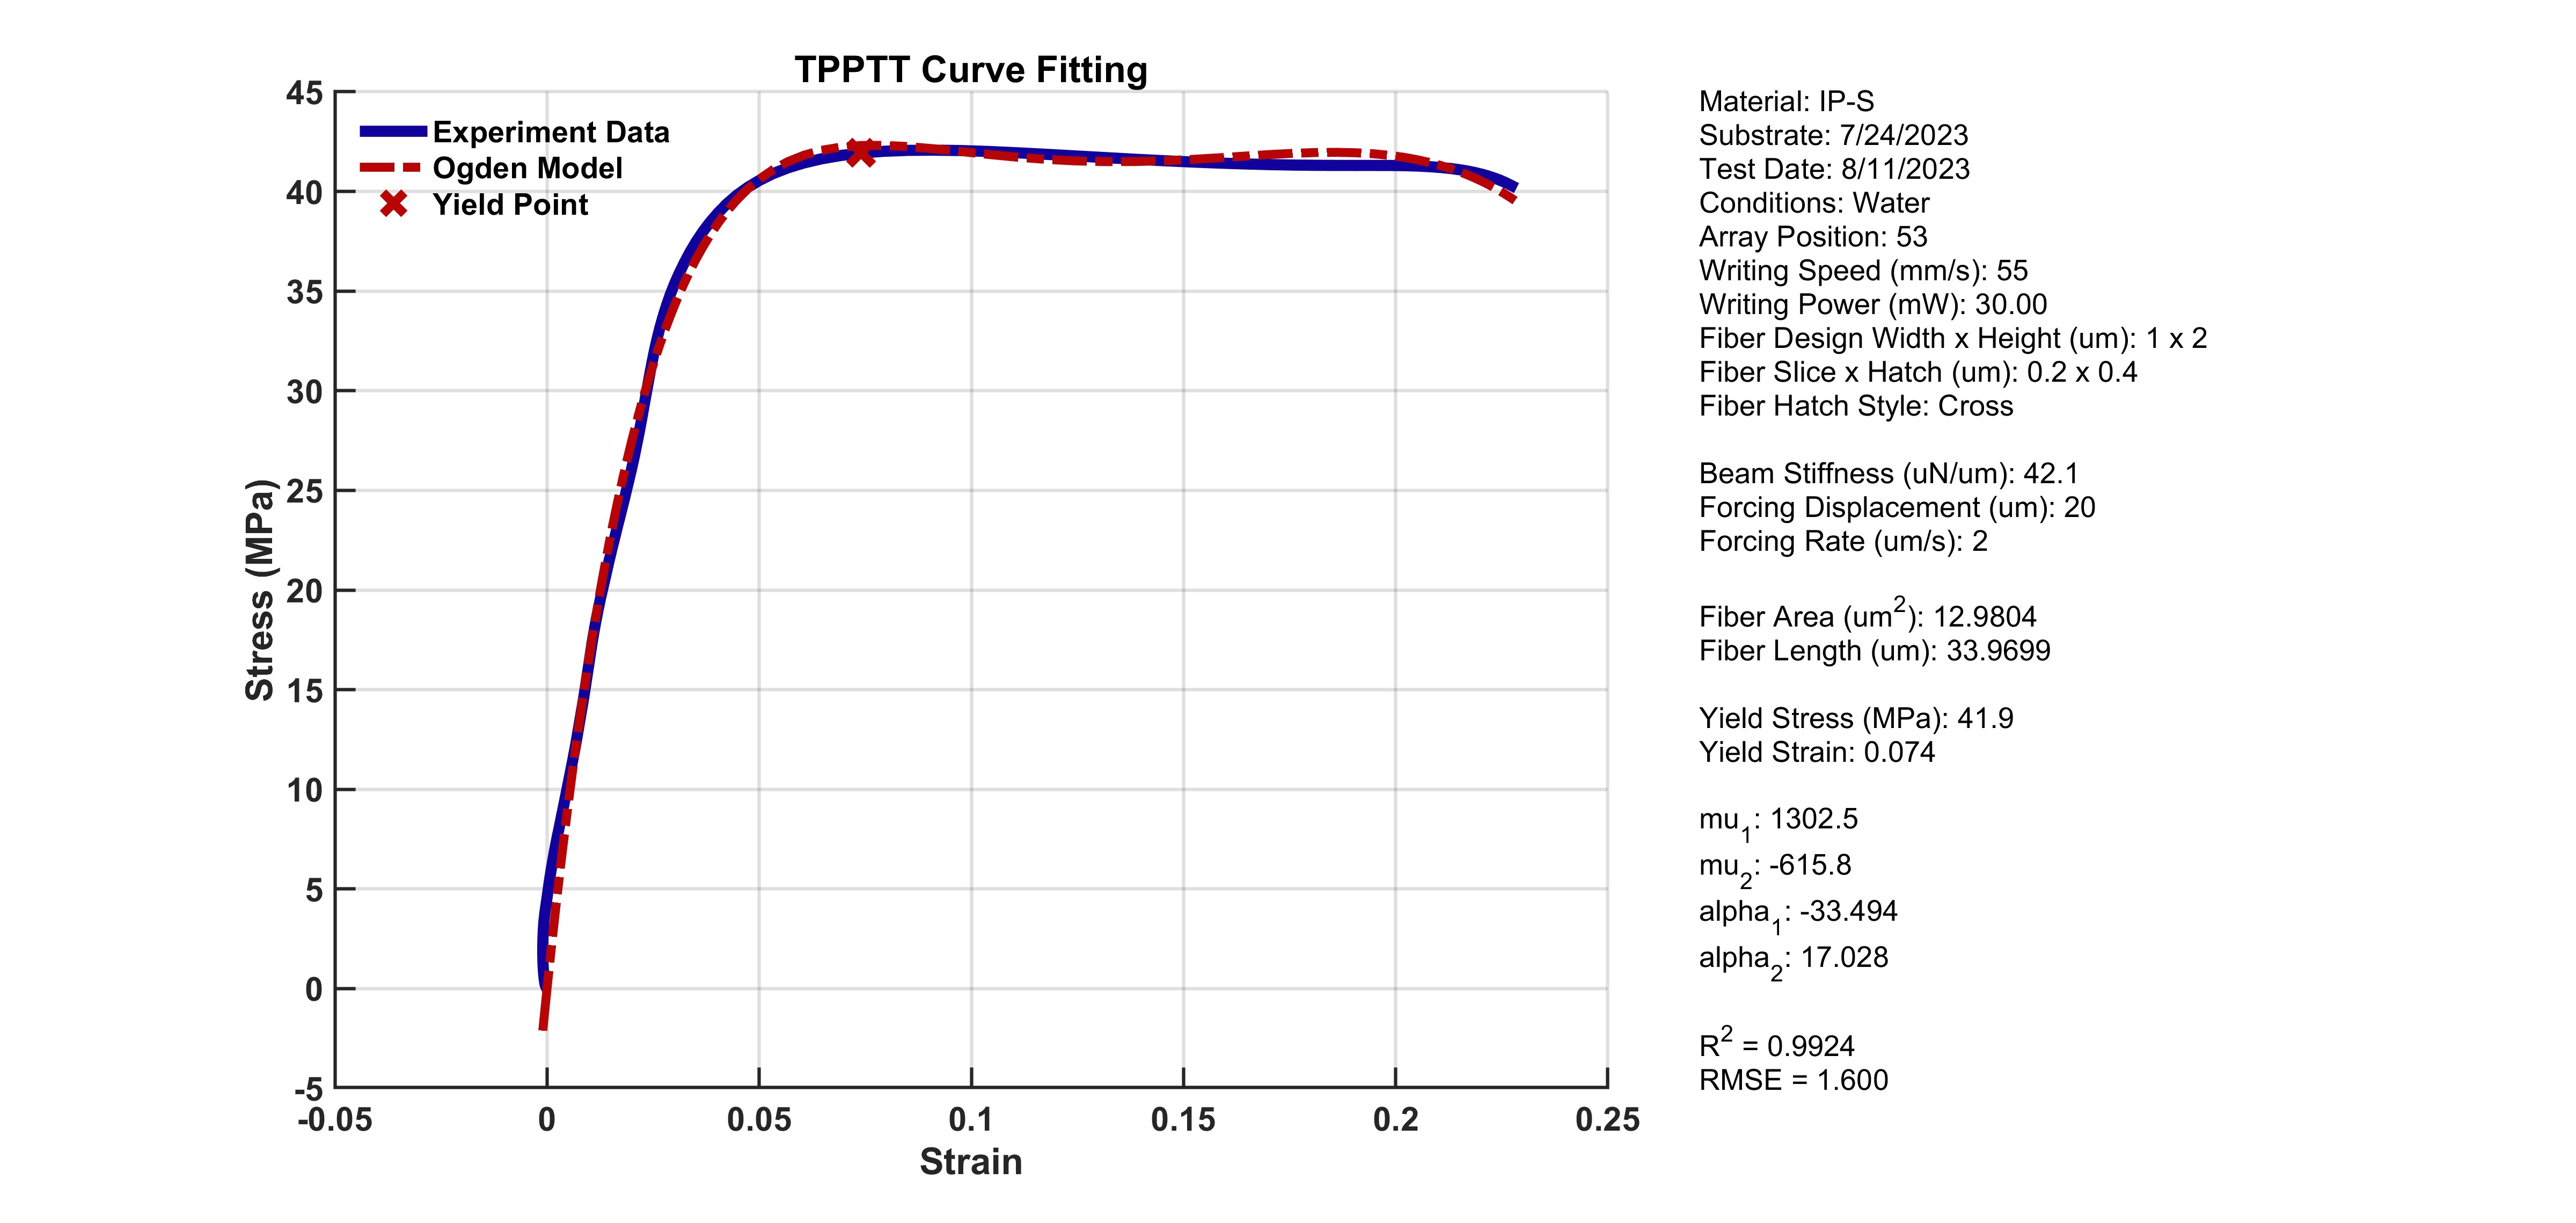 TPPTT Curve Fitting
45
40
35
30
25
20
15
10
5
0
-5
Stress (MPa)
Experiment Data
Ogden Model
Yield Point
-0.05 0 0.05 0.1 0.15 0.2 0.25
Strain
Material: IP-S
Substrate: 7/24/2023
Test Date: 8/11/2023
Conditions: Water
Array Position: 53
Writing Speed (mm/s): 55
Writing Power (mW): 30.00
Fiber Design Width x Height (um): 1 x 2
Fiber Slice x Hatch (um): 0.2 x 0.4
Fiber Hatch Style: Cross
Beam Stiffness (uN/um): 42.1
Forcing Displacement (um): 20
Forcing Rate (um/s): 2
Fiber Area (um²): 12.9804
Fiber Length (um): 33.9699
Yield Stress (MPa): 41.9
Yield Strain: 0.074
mu₁: 1302.5
mu₂: -615.8
alpha₁: -33.494
alpha₂: 17.028
R² = 0.9924
RMSE = 1.600